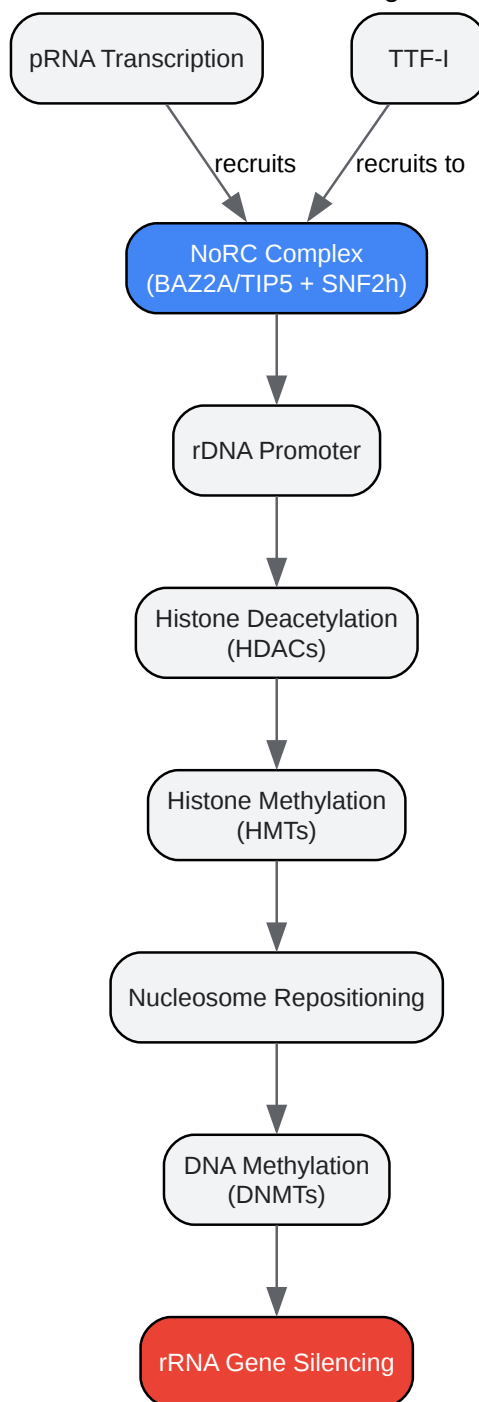 pRNA Transcription
TTF-I
recruits
recruits to
NoRC Complex
(BAZ2A/TIP5 + SNF2h)
rDNA Promoter
Histone Deacetylation
(HDACs)
Histone Methylation
(HMTs)
Nucleosome Repositioning
DNA Methylation
(DNMTs)
rRNA Gene Silencing